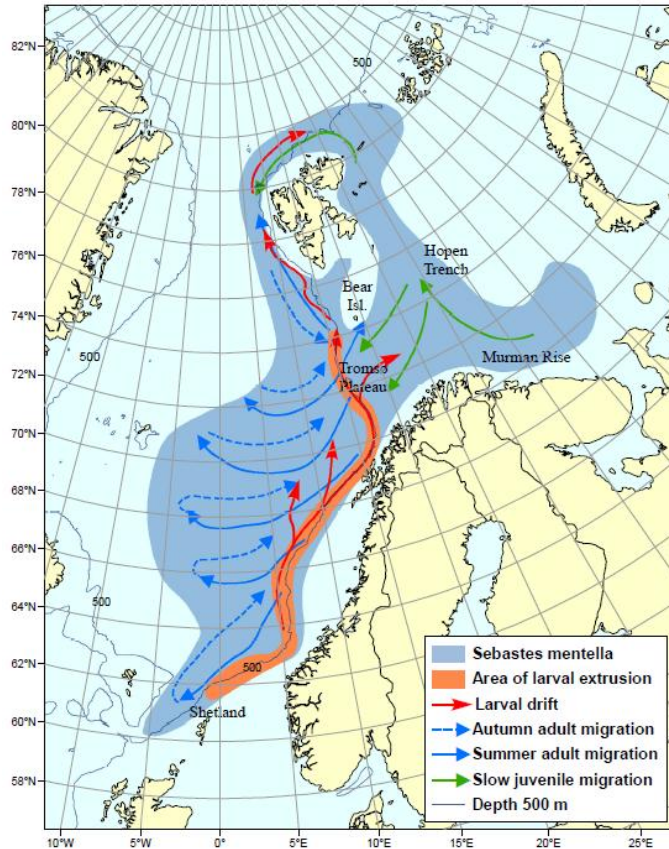 82°N
500
80°N
78°N
76°N
74°N
72°N
70°N
68°N
66°N
64°N
62°N
60°N
58°N
500
500
500
500
Hopen
Trench
Bear
Isl.
Murman Rise
Tromsø
Plateau
Shetland
Sebastes mentella
Area of larval extrusion
Larval drift
Autumn adult migration
Summer adult migration
Slow juvenile migration
Depth 500 m
10°W
5°W
0°
5°E
10°E
15°E
20°E
25°E